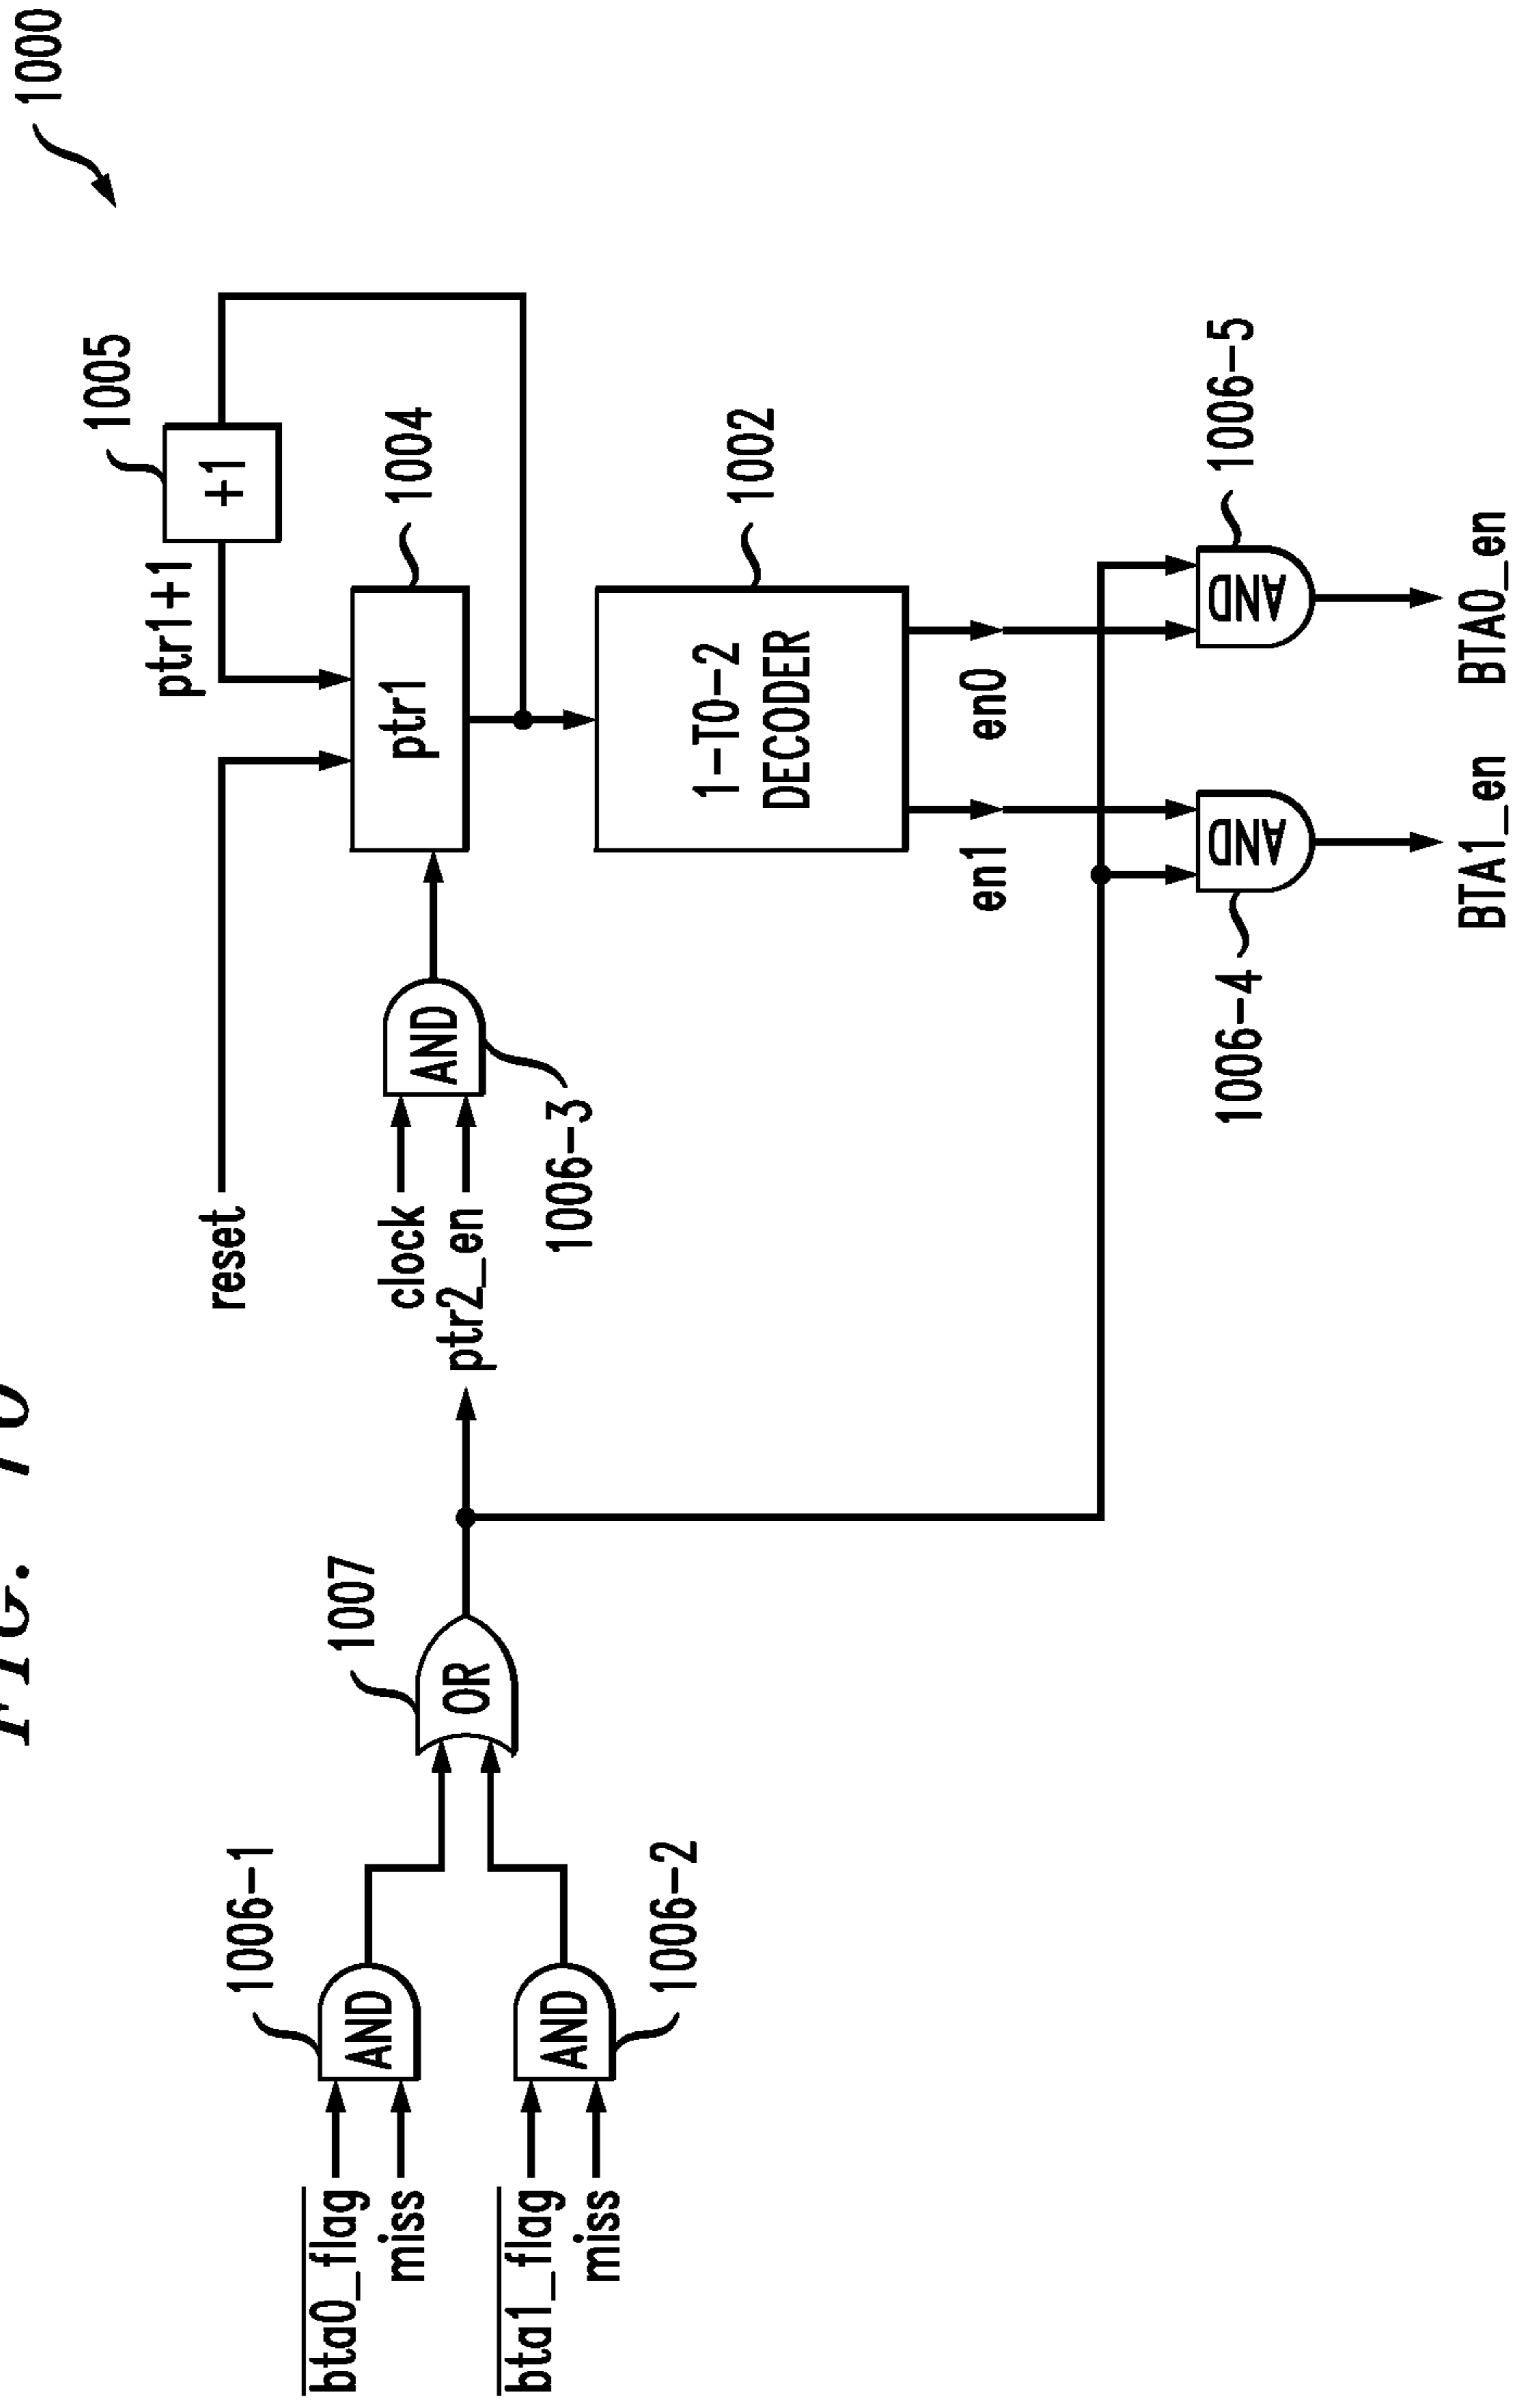 FIG. 10
1000
1005
+1
ptr1+1
reset
1006-1
bta0_flag
miss
AND
1007
OR
clock
ptr2_en
AND
1006-3
ptr1
1004
bta1_flag
miss
AND
1006-2
1-TO-2
DECODER
1002
en1
en0
1006-4
AND
AND
1006-5
BTA1_en
BTA0_en